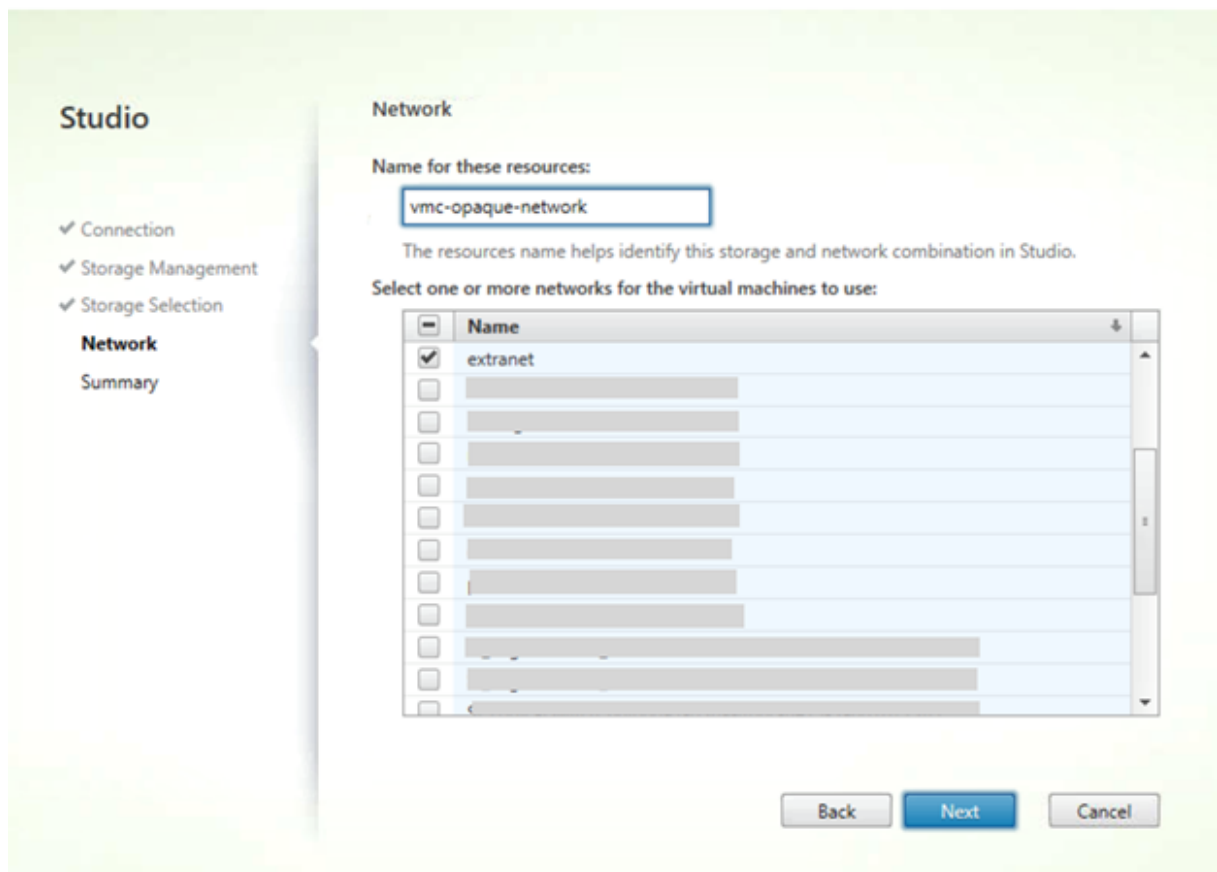 Studio
Connection
Storage Management
Storage Selection
Network
Summary
Network
Name for these resources:
vmc-opaque-network
The resources name helps identify this storage and network combination in Studio.
Select one or more networks for the virtual machines to use:
Name
extranet
Back
Next
Cancel